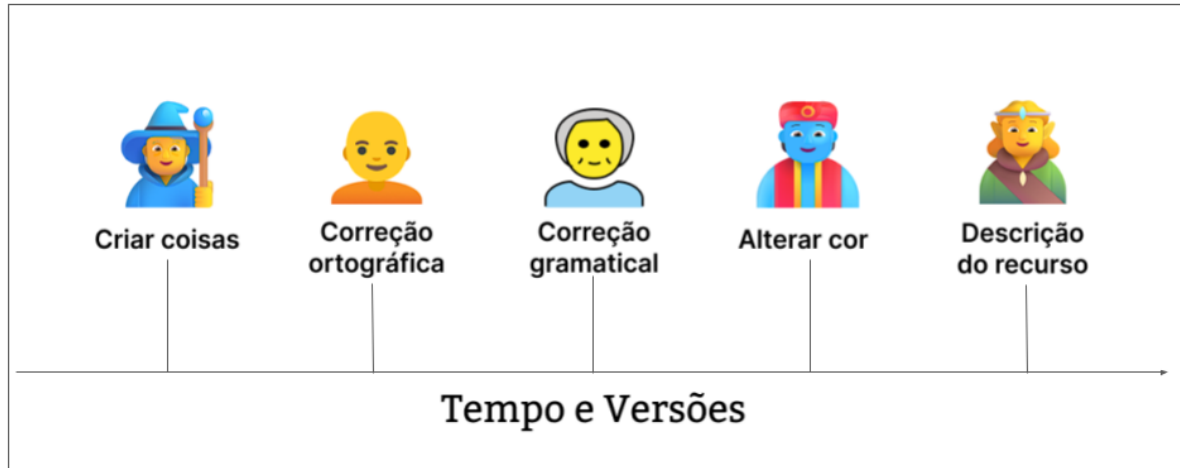 Criar coisas
Correção
ortográfica
Correção
gramatical
Alterar cor
Descrição
do recurso
Tempo e Versões